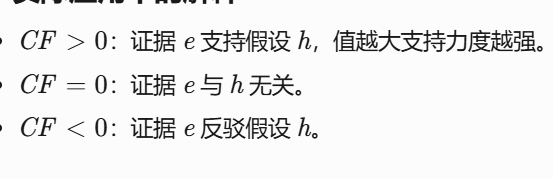 • CF > 0：证据 e 支持假设 h，值越大支持力度越强。
• CF = 0：证据 e 与 h 无关。
• CF < 0：证据 e 反驳假设 h。